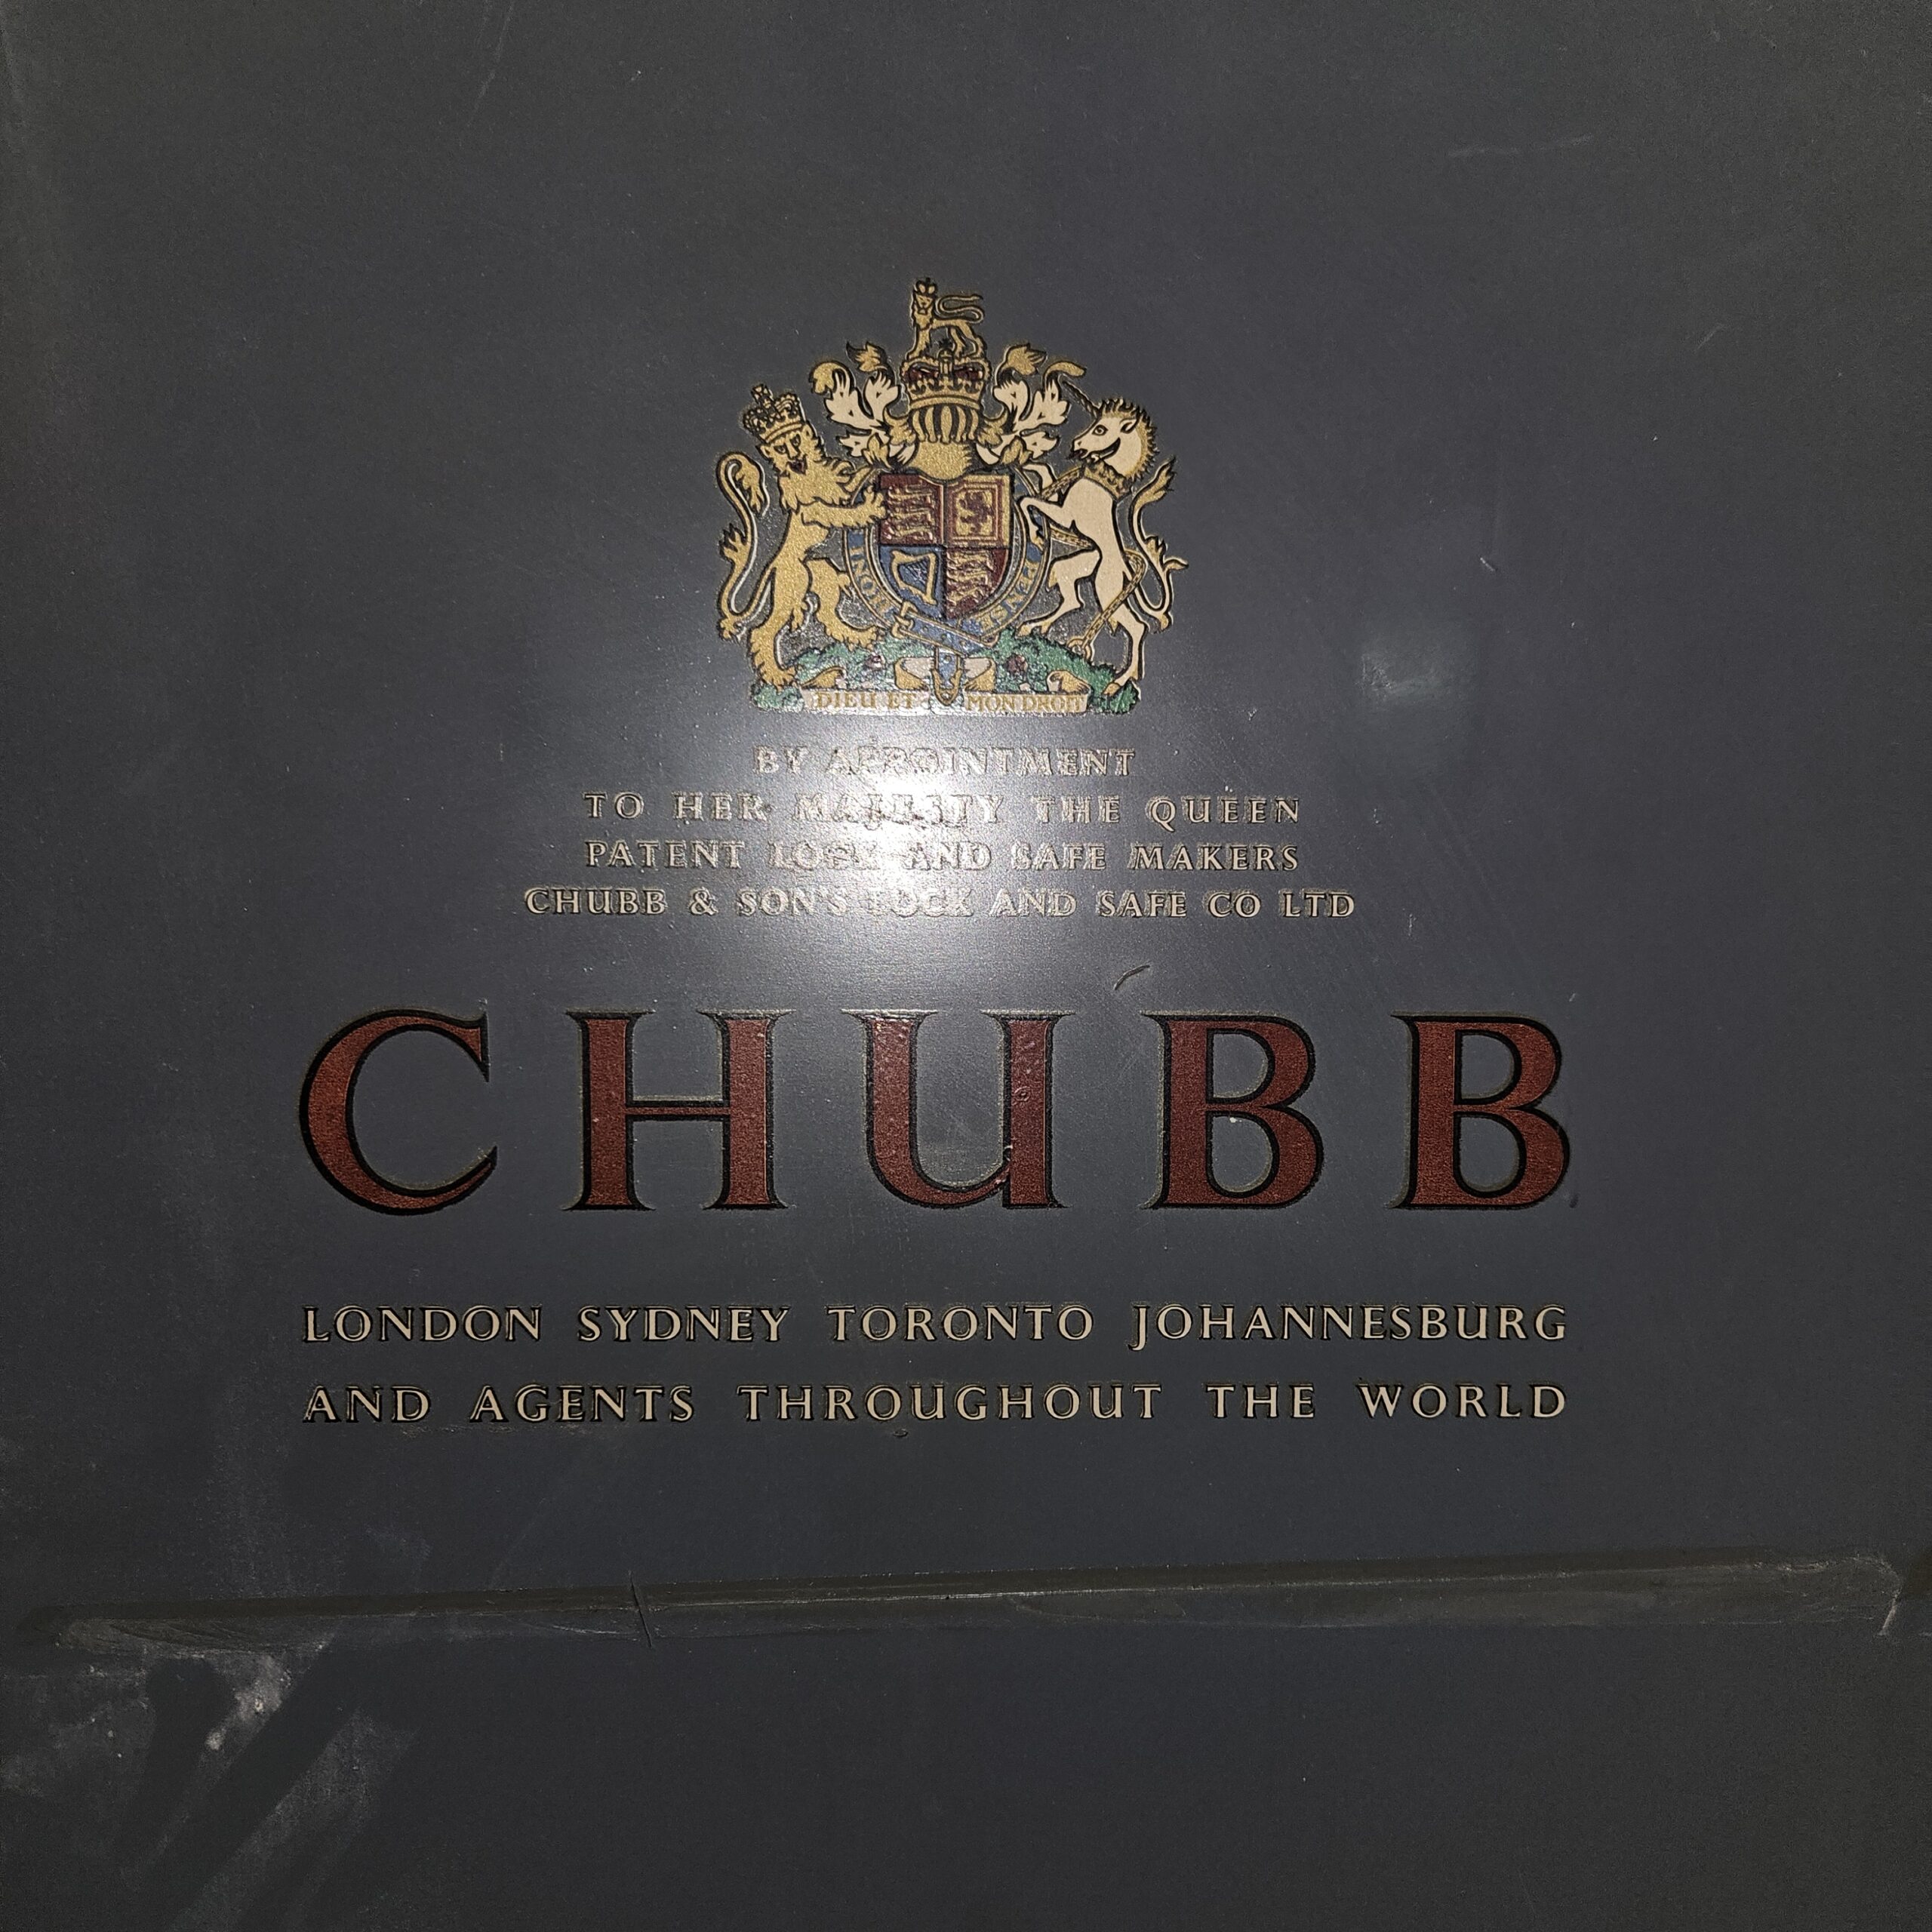 DIEU ET MON DROIT
BY APPOINTMENT
TO HER MAJESTY THE QUEEN
PATENT LOCK AND SAFE MAKERS
CHUBB & SON'S LOCK AND SAFE CO LTD
CHUBB
LONDON SYDNEY TORONTO JOHANNESBURG
AND AGENTS THROUGHOUT THE WORLD